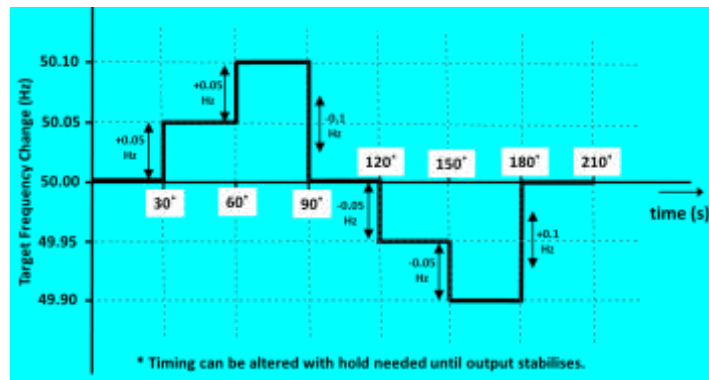 50.10
50.05
50.00
49.95
49.90
Target Frequency Change (Hz)
+0.05
Hz
+0.05
Hz
-0.1
Hz
-0.05
Hz
-0.05
Hz
+0.1
Hz
30*
60*
90*
120*
150*
180*
210*
time (s)
* Timing can be altered with hold needed until output stabilises.